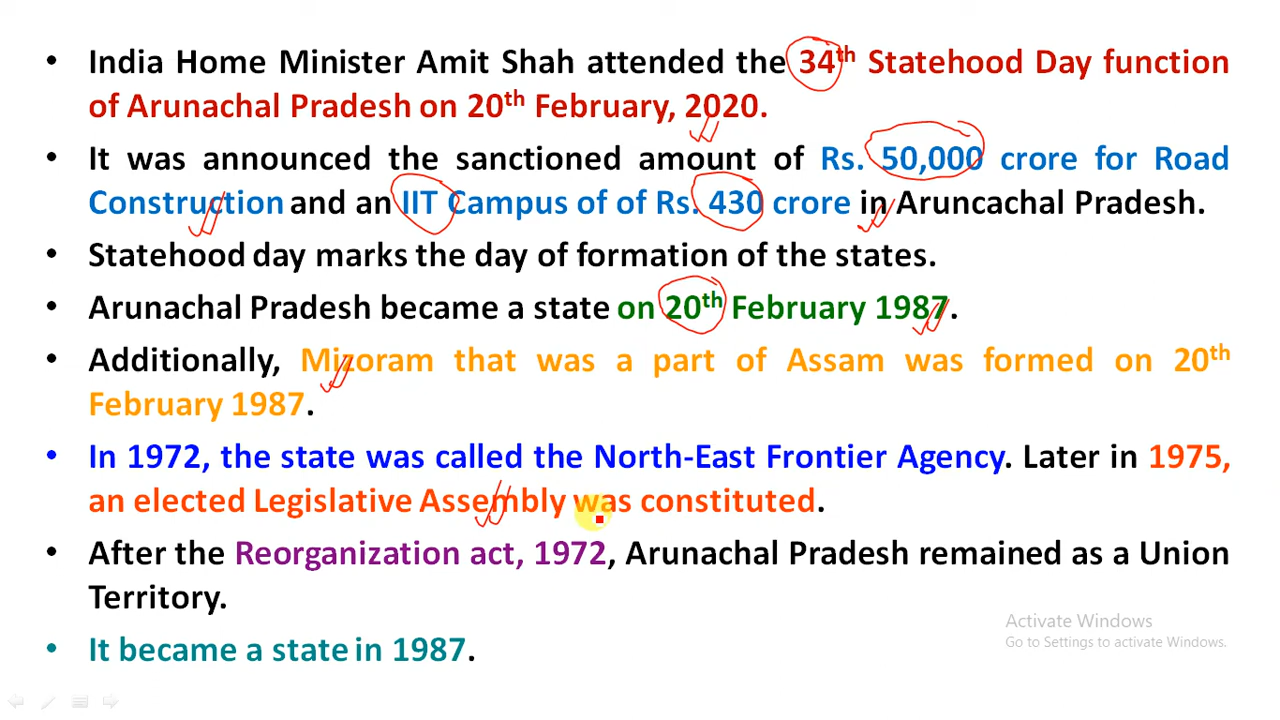 • India Home Minister Amit Shah attended the 34th Statehood Day function
of Arunachal Pradesh on 20th February, 2020.
• It was announced the sanctioned amount of Rs. 50,000 crore for Road
Construction and an IIT Campus of of Rs. 430 crore in Aruncachal Pradesh.
• Statehood day marks the day of formation of the states.
• Arunachal Pradesh became a state on 20th February 1987.
• Additionally, Mizoram that was a part of Assam was formed on 20th
February 1987.
• In 1972, the state was called the North-East Frontier Agency. Later in 1975,
an elected Legislative Assembly was constituted.
• After the Reorganization act, 1972, Arunachal Pradesh remained as a Union
Territory.
• It became a state in 1987.
Activate Windows
Go to Settings to activate Windows.